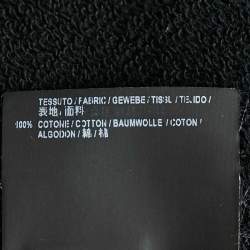 TESSUTO / FABRIC / GEWEBE / TISSU / TEJIDO /
表地 / 面料
100% COTONE / COTTON / BAUMWOLLE / COTON /
ALGODON / 綿 / 棉